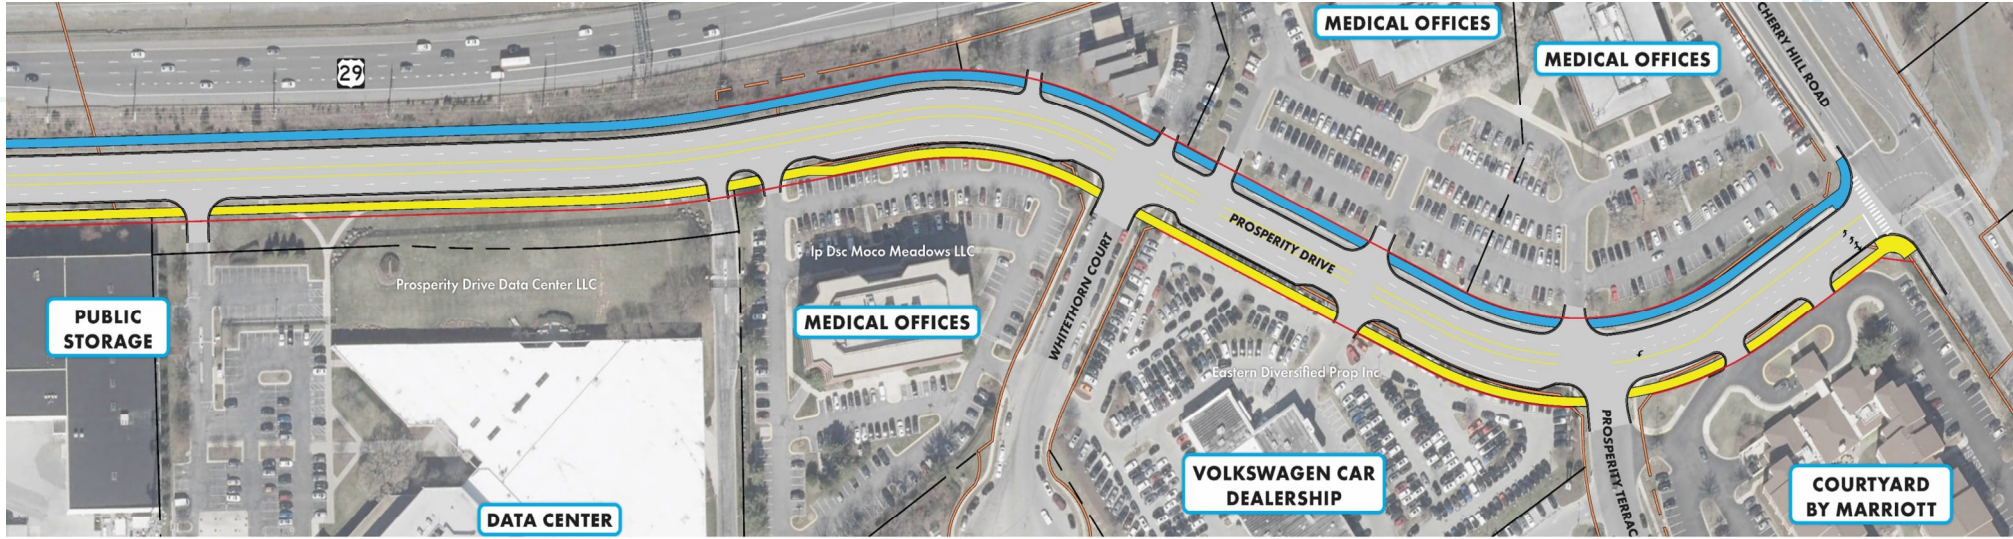 MEDICAL OFFICES
MEDICAL OFFICES
CHERRY HILL ROAD
29
PROSPERITY DRIVE
Ip Dsc Moco Meadows LLC
Prosperity Drive Data Center LLC
WHITETHORN COURT
PUBLIC
STORAGE
MEDICAL OFFICES
Eastern Diversified Prop Inc
PROSPERITY TERRAC
VOLKSWAGEN CAR
DEALERSHIP
COURTYARD
BY MARRIOTT
DATA CENTER